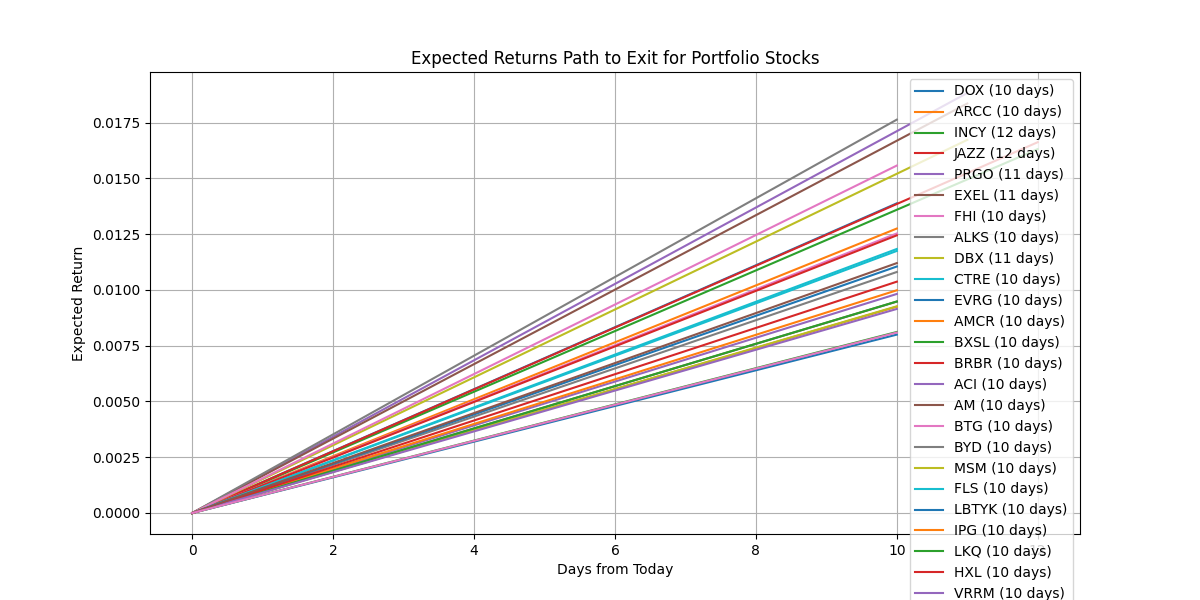 Expected Returns Path to Exit for Portfolio Stocks
Expected Return
0.0175
0.0150
0.0125
0.0100
0.0075
0.0050
0.0025
0.0000
0
2
4
6
8
10
Days from Today
DOX (10 days)
ARCC (10 days)
INCY (12 days)
JAZZ (12 days)
PRGO (11 days)
EXEL (11 days)
FHI (10 days)
ALKS (10 days)
DBX (11 days)
CTRE (10 days)
EVRG (10 days)
AMCR (10 days)
BXSL (10 days)
BRBR (10 days)
ACI (10 days)
AM (10 days)
BTG (10 days)
BYD (10 days)
MSM (10 days)
FLS (10 days)
LBTYK (10 days)
IPG (10 days)
LKQ (10 days)
HXL (10 days)
VRRM (10 days)